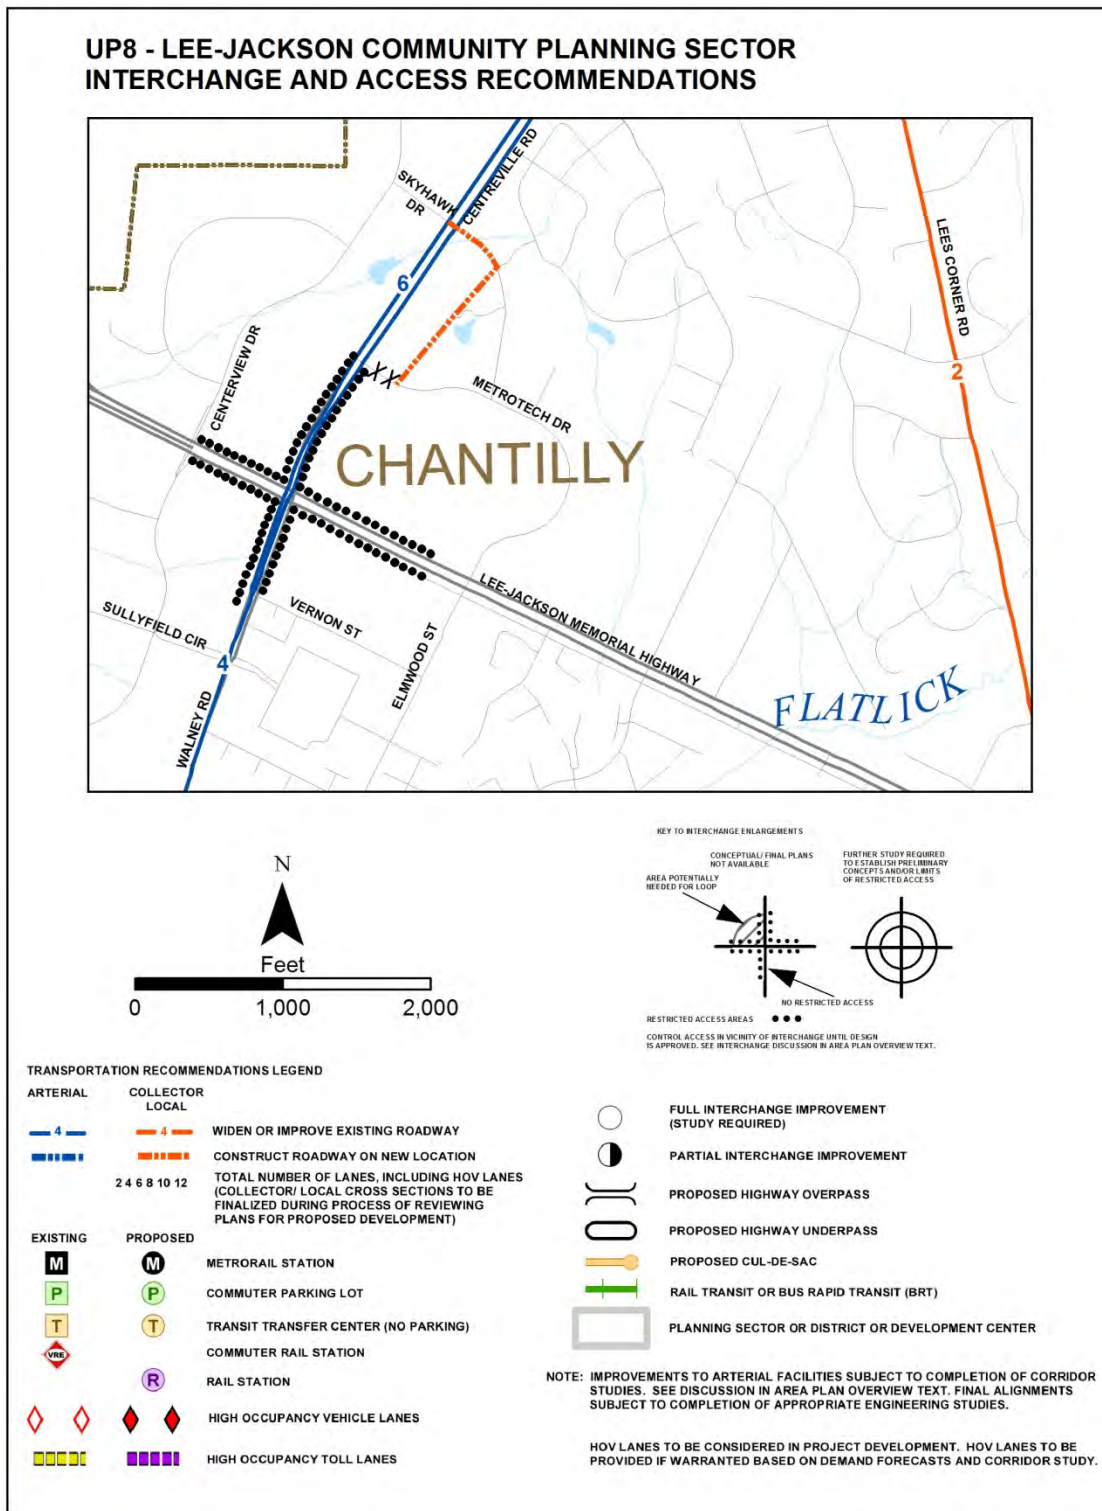 UP8 - LEE-JACKSON COMMUNITY PLANNING SECTOR
INTERCHANGE AND ACCESS RECOMMENDATIONS
SKYHAWK
DR
CENTREVILLE RD
LEES CORNER RD
6
2
CENTERVIEW DR
METROTECH DR
XX
CHANTILLY
LEE-JACKSON MEMORIAL HIGHWAY
VERNON ST
SULLYFIELD CIR
ELMWOOD ST
4
WALNEY RD
FLATLICK
N
Feet
0 1,000 2,000
KEY TO INTERCHANGE ENLARGEMENTS
CONCEPTUAL/ FINAL PLANS
NOT AVAILABLE
AREA POTENTIALLY
NEEDED FOR LOOP
FURTHER STUDY REQUIRED
TO ESTABLISH PRELIMINARY
CONCEPTS AND/OR LIMITS
OF RESTRICTED ACCESS
NO RESTRICTED ACCESS
RESTRICTED ACCESS AREAS
CONTROL ACCESS IN VICINITY OF INTERCHANGE UNTIL DESIGN
IS APPROVED. SEE INTERCHANGE DISCUSSION IN AREA PLAN OVERVIEW TEXT.
TRANSPORTATION RECOMMENDATIONS LEGEND
ARTERIAL
COLLECTOR
LOCAL
4 4 WIDEN OR IMPROVE EXISTING ROADWAY
CONSTRUCT ROADWAY ON NEW LOCATION
2 4 6 8 10 12 TOTAL NUMBER OF LANES, INCLUDING HOV LANES
(COLLECTOR/ LOCAL CROSS SECTIONS TO BE
FINALIZED DURING PROCESS OF REVIEWING
PLANS FOR PROPOSED DEVELOPMENT)
EXISTING PROPOSED
M M METRORAIL STATION
P P COMMUTER PARKING LOT
T T TRANSIT TRANSFER CENTER (NO PARKING)
VRE COMMUTER RAIL STATION
R RAIL STATION
HIGH OCCUPANCY VEHICLE LANES
HIGH OCCUPANCY TOLL LANES
FULL INTERCHANGE IMPROVEMENT
(STUDY REQUIRED)
PARTIAL INTERCHANGE IMPROVEMENT
PROPOSED HIGHWAY OVERPASS
PROPOSED HIGHWAY UNDERPASS
PROPOSED CUL-DE-SAC
RAIL TRANSIT OR BUS RAPID TRANSIT (BRT)
PLANNING SECTOR OR DISTRICT OR DEVELOPMENT CENTER
NOTE: IMPROVEMENTS TO ARTERIAL FACILITIES SUBJECT TO COMPLETION OF CORRIDOR
STUDIES. SEE DISCUSSION IN AREA PLAN OVERVIEW TEXT. FINAL ALIGNMENTS
SUBJECT TO COMPLETION OF APPROPRIATE ENGINEERING STUDIES.
HOV LANES TO BE CONSIDERED IN PROJECT DEVELOPMENT. HOV LANES TO BE
PROVIDED IF WARRANTED BASED ON DEMAND FORECASTS AND CORRIDOR STUDY.